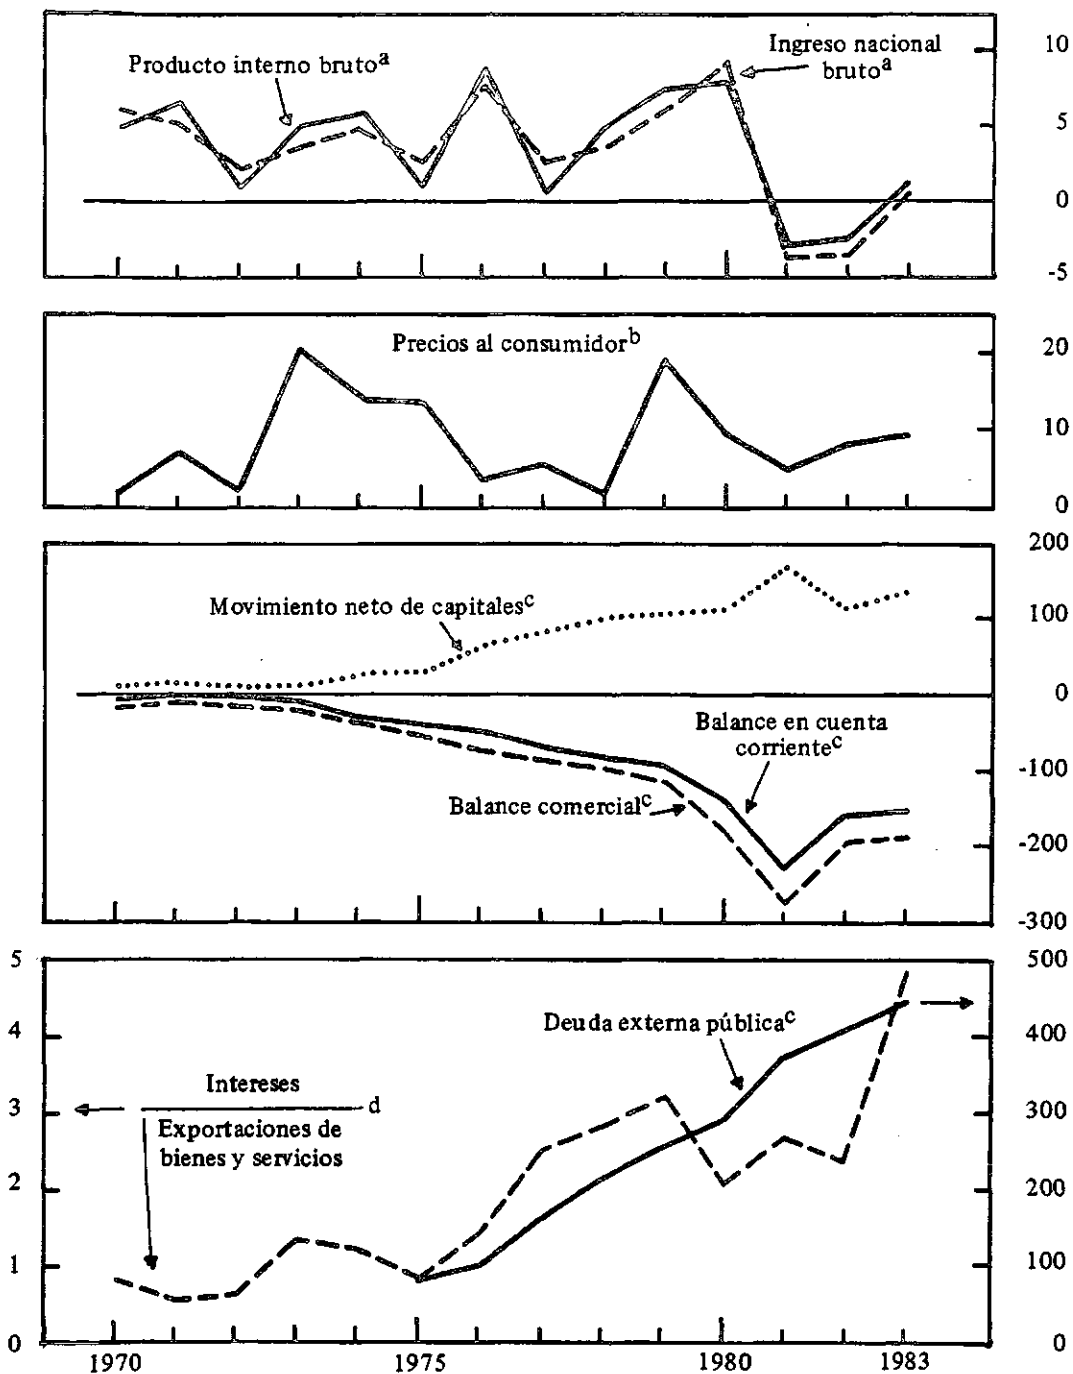 Producto interno bruto^a
Ingreso nacional
bruto^a
10
5
0
-5
Precios al consumidor^b
20
10
0
Movimiento neto de capitales^c
Balance en cuenta
corriente^c
Balance comercial^c
200
100
0
-100
-200
-300
5
4
3
2
1
0
Intereses
d
Exportaciones de
bienes y servicios
Deuda externa pública^c
500
400
300
200
100
0
1970 1975 1980 1983